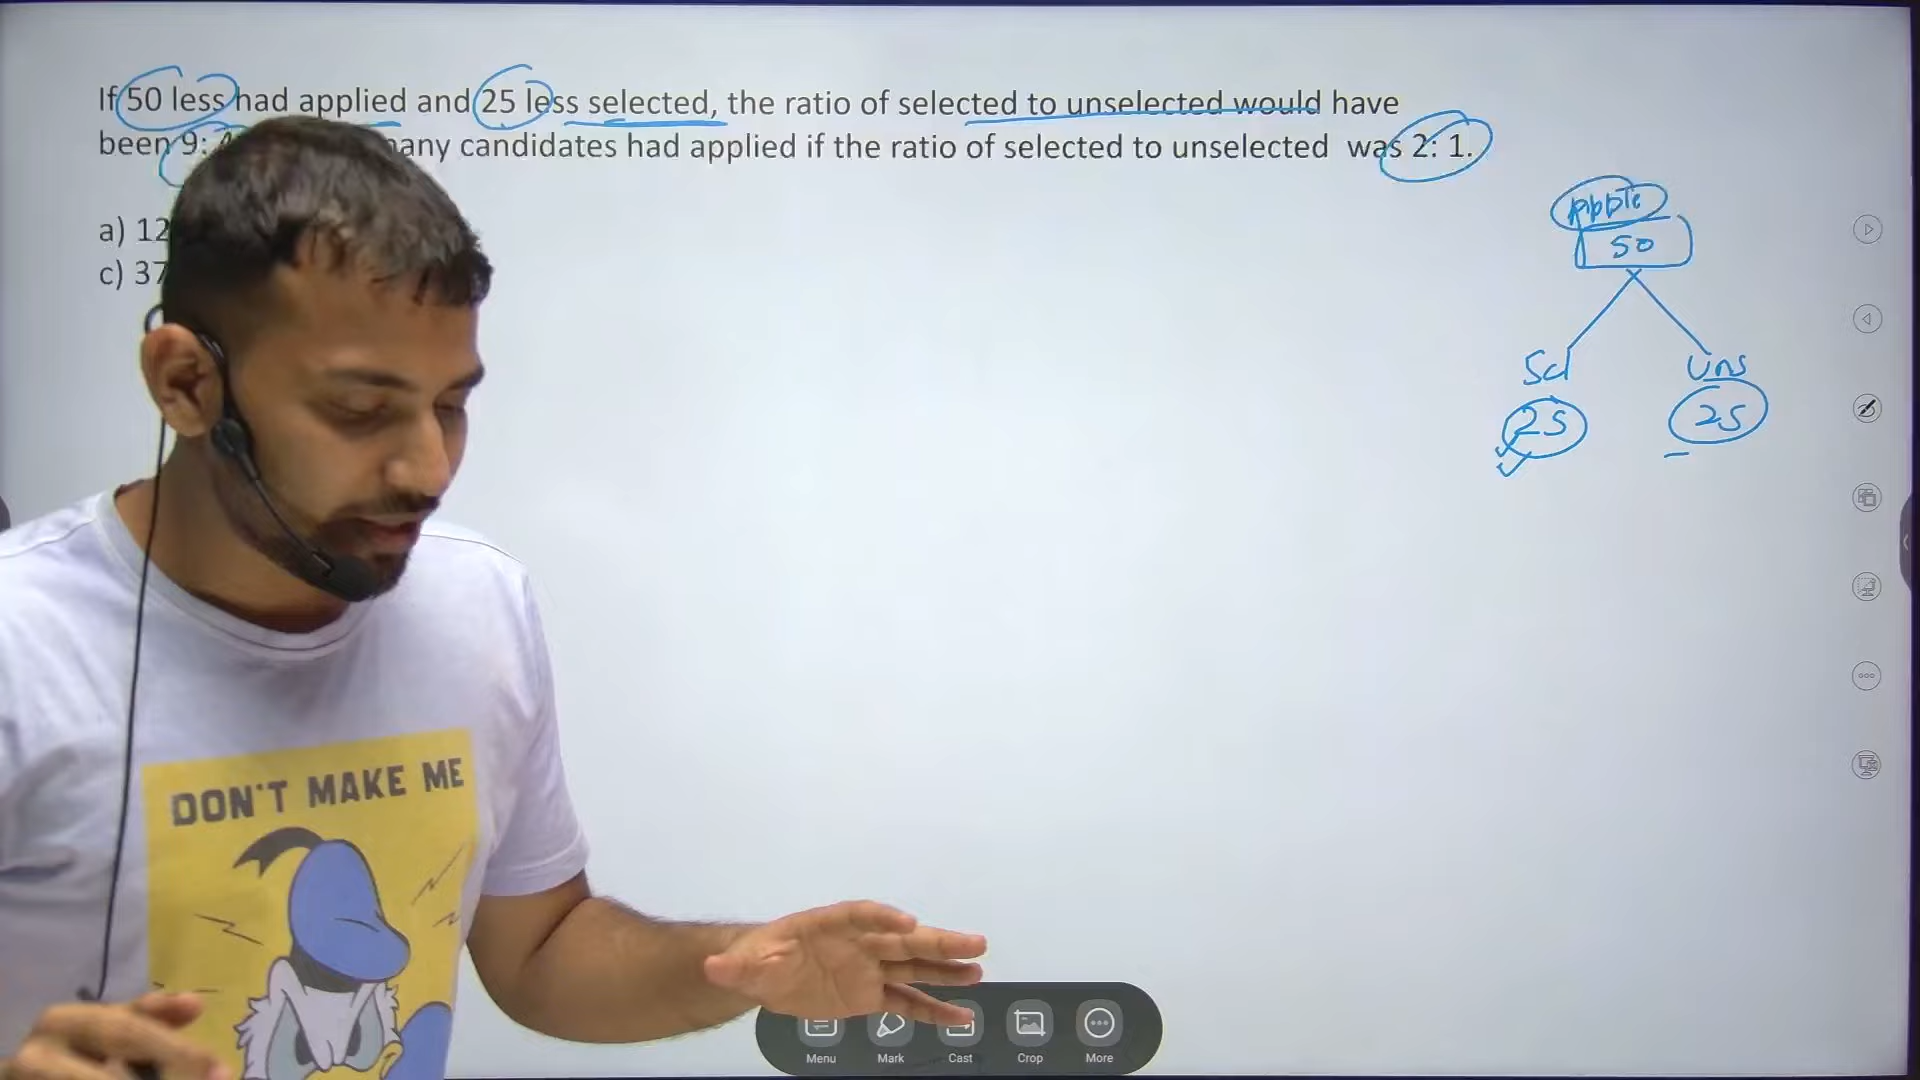 If 50 less had applied and 25 less selected, the ratio of selected to unselected would have
been 9: many candidates had applied if the ratio of selected to unselected was 2: 1.
a) 12
c) 37
50
Sel Uns
25 25
DON'T MAKE ME
Menu Mark Cast Crop More